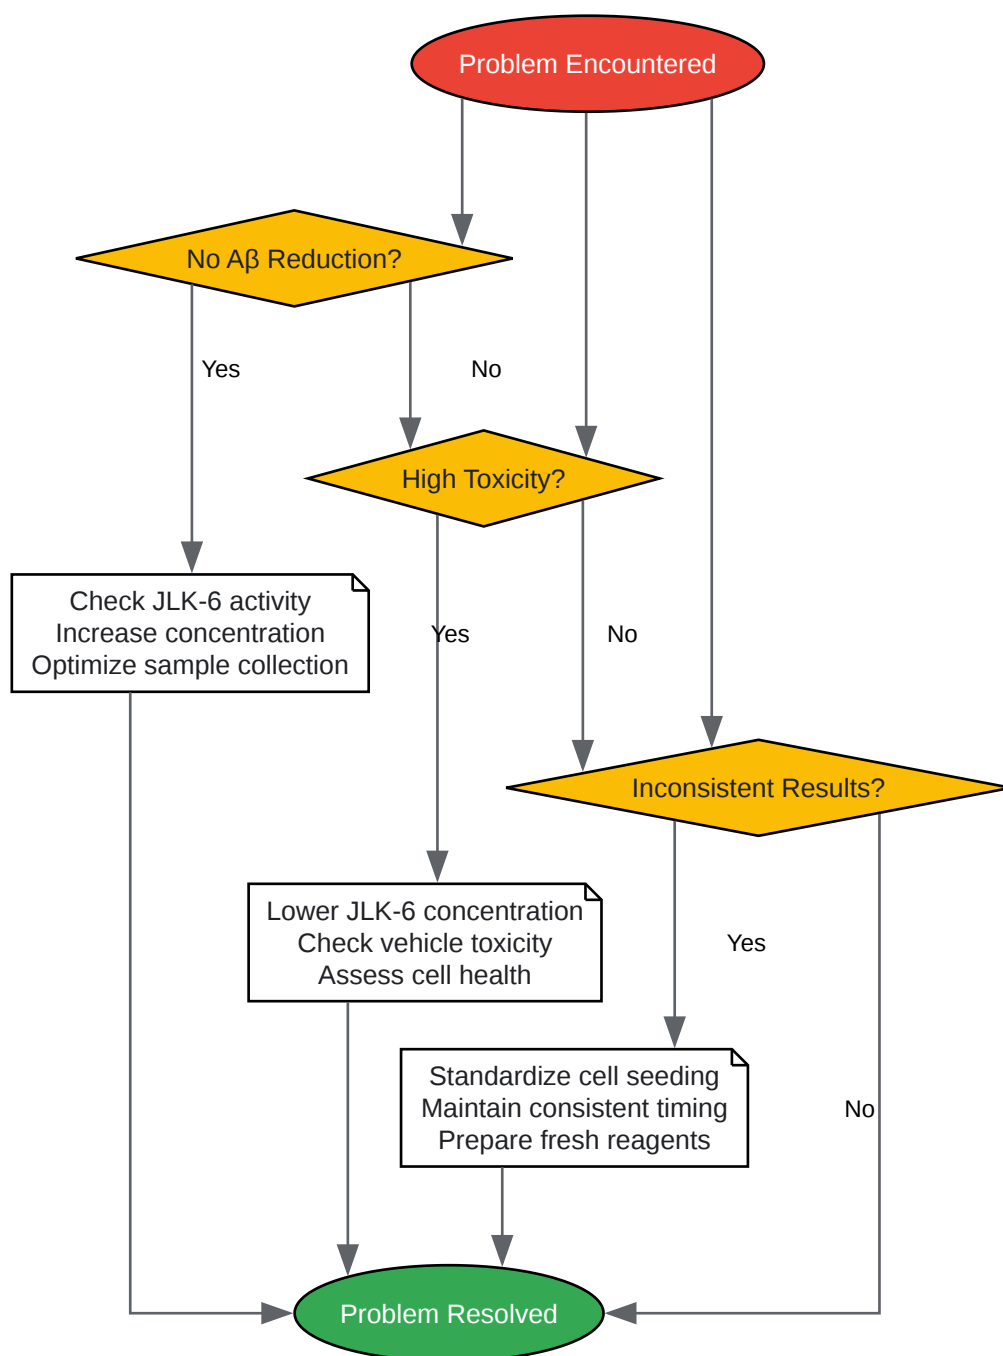 Problem Encountered
No Aβ Reduction?
Yes
No
High Toxicity?
Check JLK-6 activity
Increase concentration
Optimize sample collection
Yes
No
Inconsistent Results?
Lower JLK-6 concentration
Check vehicle toxicity
Assess cell health
Yes
Standardize cell seeding
Maintain consistent timing
Prepare fresh reagents
No
Problem Resolved